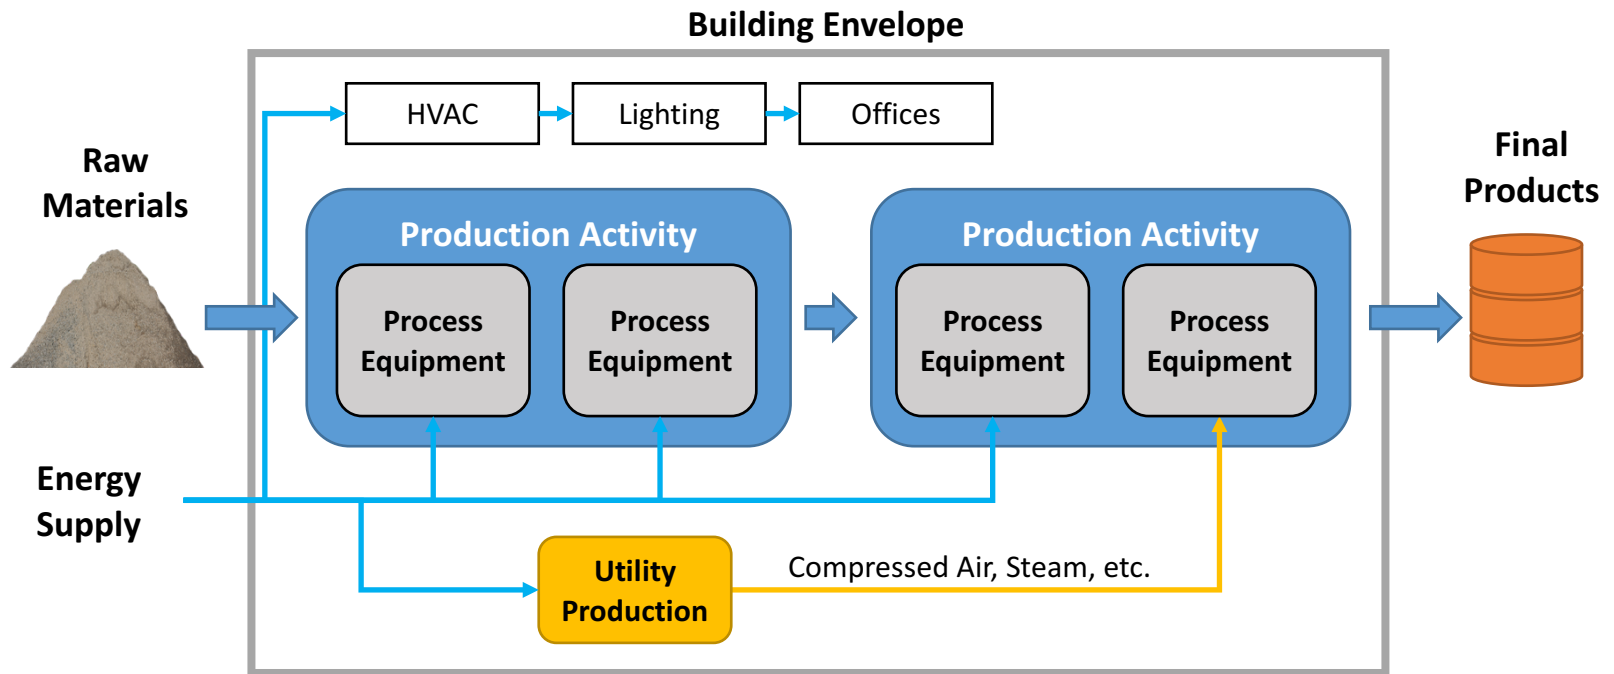 Building Envelope
HVAC
Lighting
Offices
Raw
Materials
Final
Products
Production Activity
Production Activity
Process
Equipment
Process
Equipment
Process
Equipment
Process
Equipment
Energy
Supply
Utility
Production
Compressed Air, Steam, etc.